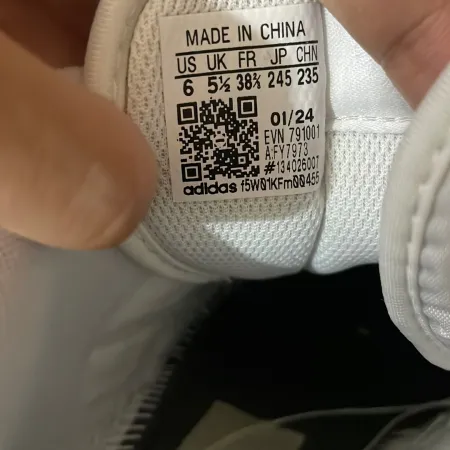 MADE IN CHINA
US UK FR JP CHN
6 5½ 38⅔ 245 235
01/24
EVN 791001
A:FY7973
#134026007
adidas f5W01KFm00455